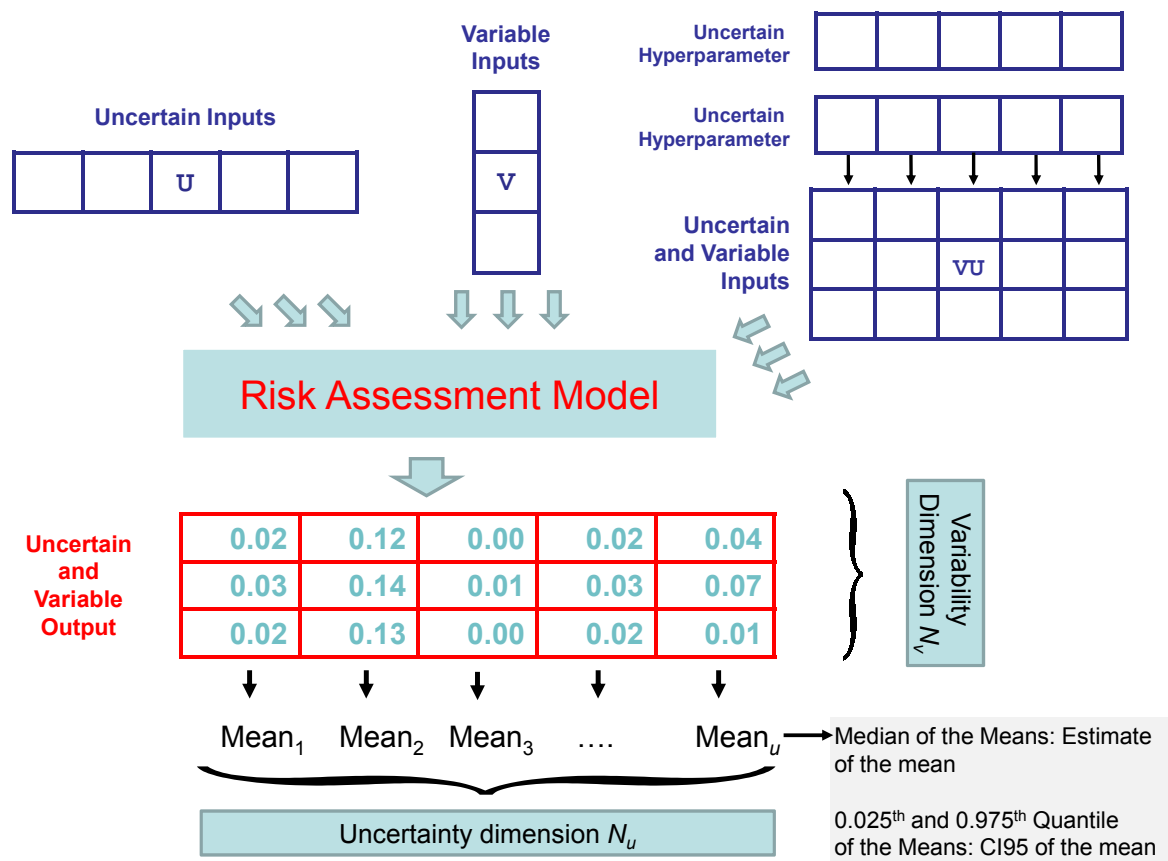 Variable
Inputs
Uncertain
Hyperparameter
Uncertain Inputs
Uncertain
Hyperparameter
U
V
Uncertain
and Variable
Inputs
VU
Risk Assessment Model
Uncertain
and
Variable
Output
0.02 0.12 0.00 0.02 0.04
0.03 0.14 0.01 0.03 0.07
0.02 0.13 0.00 0.02 0.01
Variability
Dimension Nᵥ
Mean₁ Mean₂ Mean₃ …. Meanᵤ
Median of the Means: Estimate
of the mean
0.025ᵗʰ and 0.975ᵗʰ Quantile
of the Means: CI95 of the mean
Uncertainty dimension Nᵤ